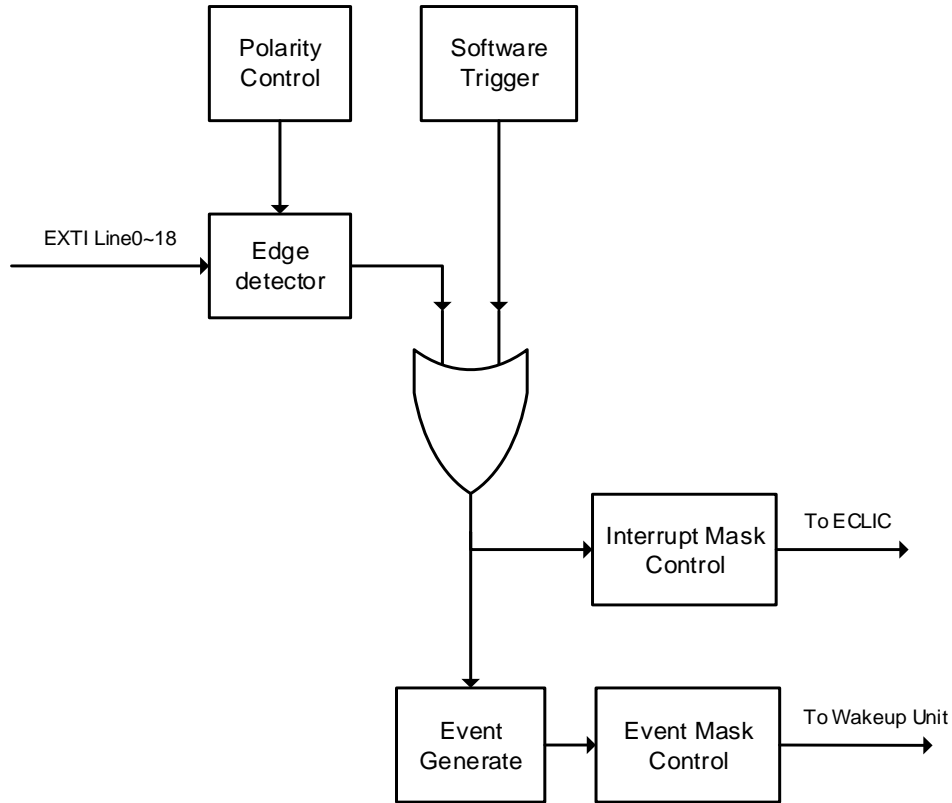 Polarity
Control
Software
Trigger
EXTI Line0~18
Edge
detector
To ECLIC
Interrupt Mask
Control
To Wakeup Unit
Event
Generate
Event Mask
Control